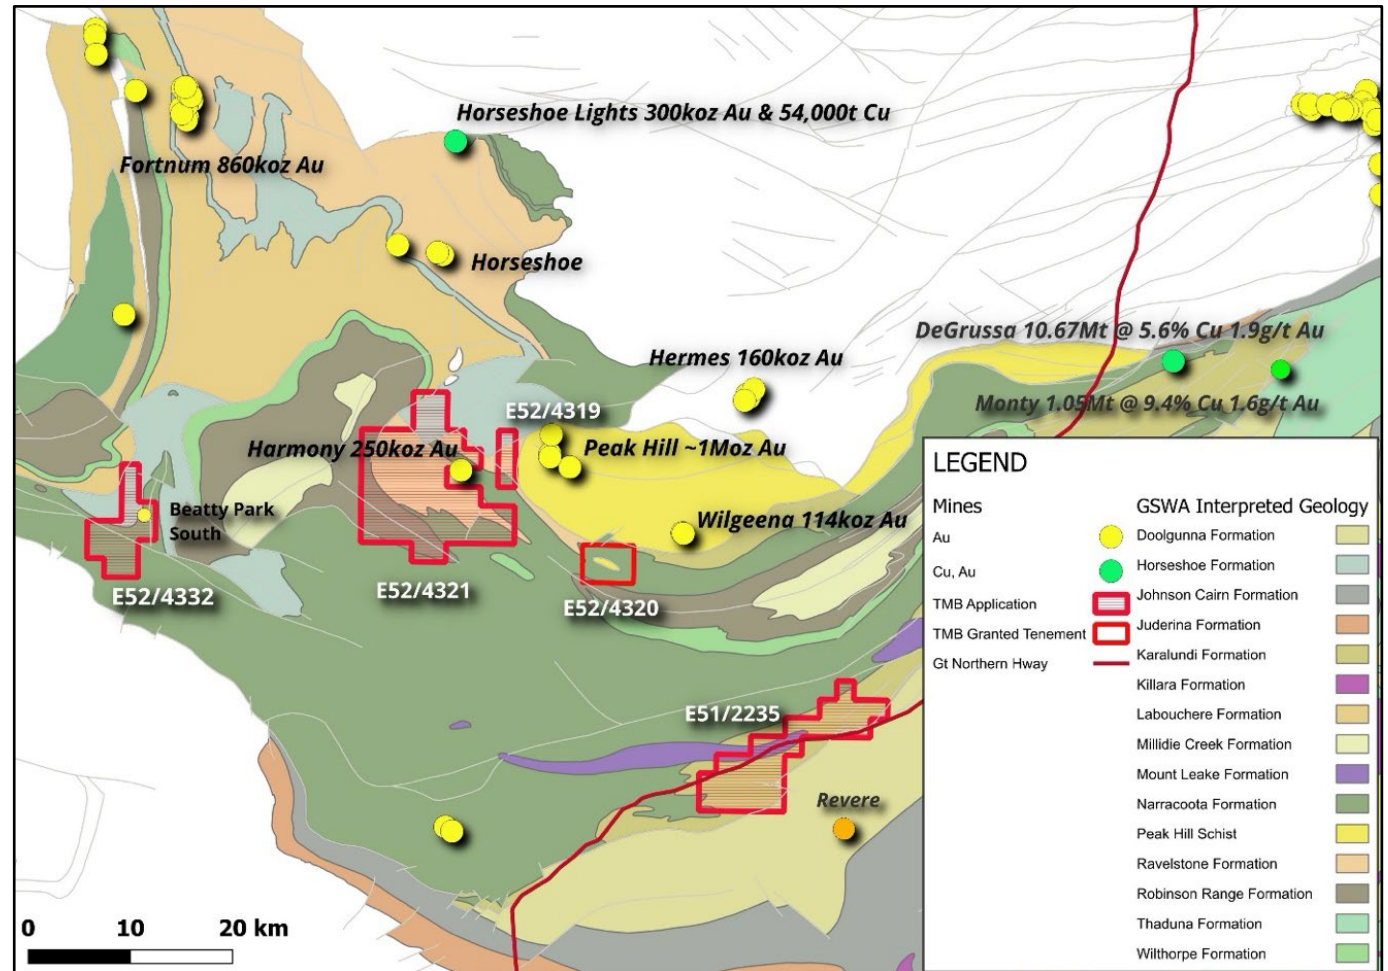 Horseshoe Lights 300koz Au & 54,000t Cu
Fortnum 860koz Au
Horseshoe
DeGrussa 10.67Mt @ 5.6% Cu 1.9g/t Au
Hermes 160koz Au
Monty 1.05Mt @ 9.4% Cu 1.6g/t Au
E52/4319
Harmony 250koz Au
Peak Hill ~1Moz Au
Beatty Park
South
Wilgeena 114koz Au
E52/4332
E52/4321
E52/4320
E51/2235
Revere
0 10 20 km
LEGEND
Mines
Au
Cu, Au
TMB Application
TMB Granted Tenement
Gt Northern Hway
GSWA Interpreted Geology
Doolgunna Formation
Horseshoe Formation
Johnson Cairn Formation
Juderina Formation
Karalundi Formation
Killara Formation
Labouchere Formation
Millidie Creek Formation
Mount Leake Formation
Narracoota Formation
Peak Hill Schist
Ravelstone Formation
Robinson Range Formation
Thaduna Formation
Wilthorpe Formation